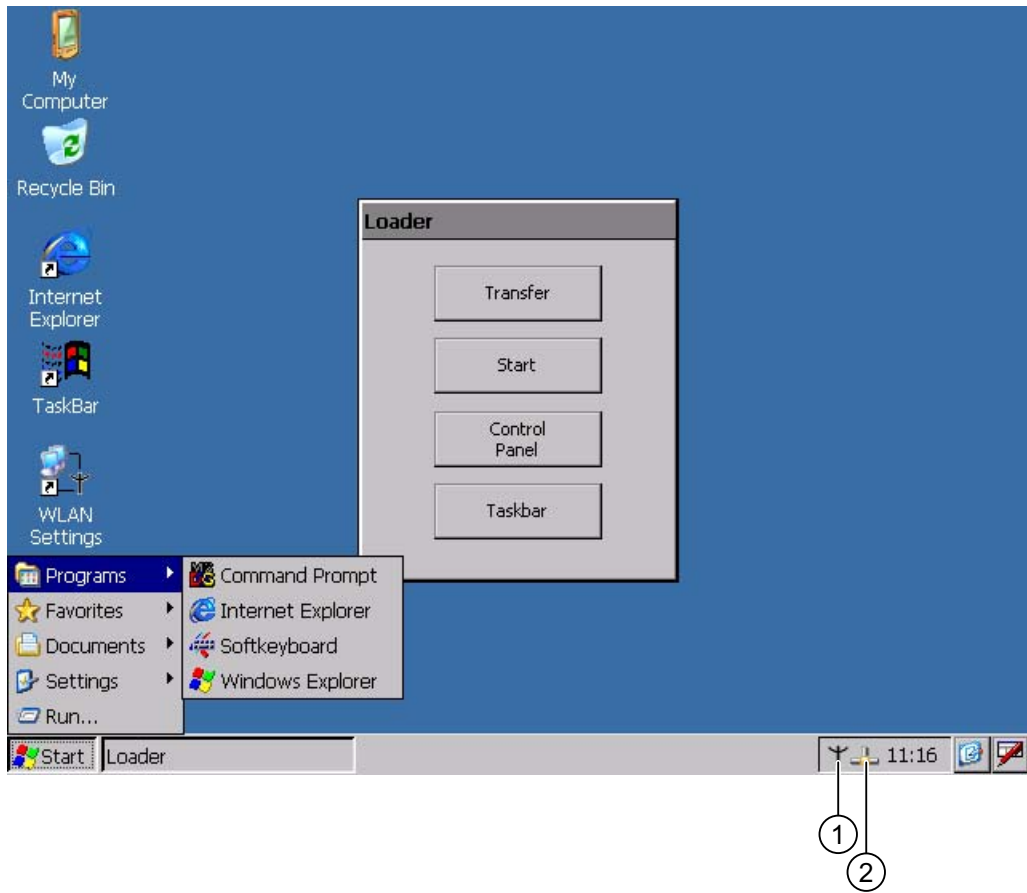 My
Computer
Recycle Bin
Internet
Explorer
TaskBar
WLAN
Settings
Loader
Transfer
Start
Control
Panel
Taskbar
Programs
Favorites
Documents
Settings
Run...
Command Prompt
Internet Explorer
Softkeyboard
Windows Explorer
Start
Loader
11:16
1
2